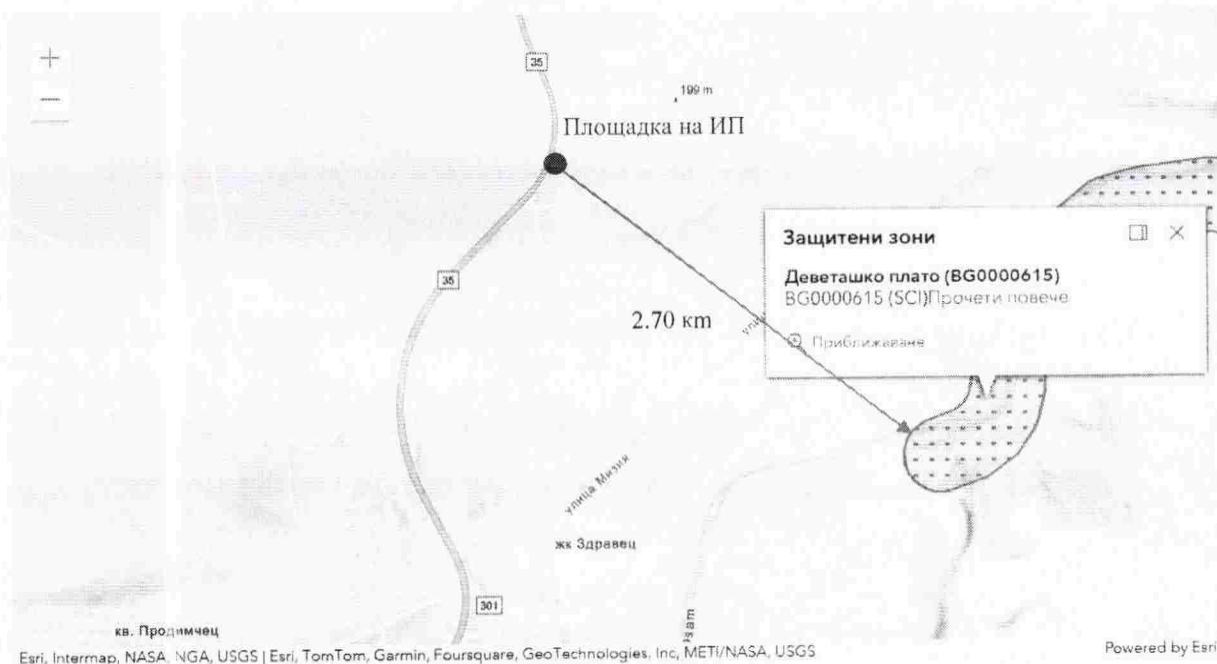 +
−
35
199 m
Площадка на ИП
Защитени зони
Деветашко плато (BG0000615)
BG0000615 (SCI)Прочети повече
35
2.70 кm
Приближаване
улица Мизия
жк Здравец
301
кв. Продимчец
Esri, Intermap, NASA, NGA, USGS | Esri, TomTom, Garmin, Foursquare, GeoTechnologies, Inc, METI/NASA, USGS
Powered by Esri